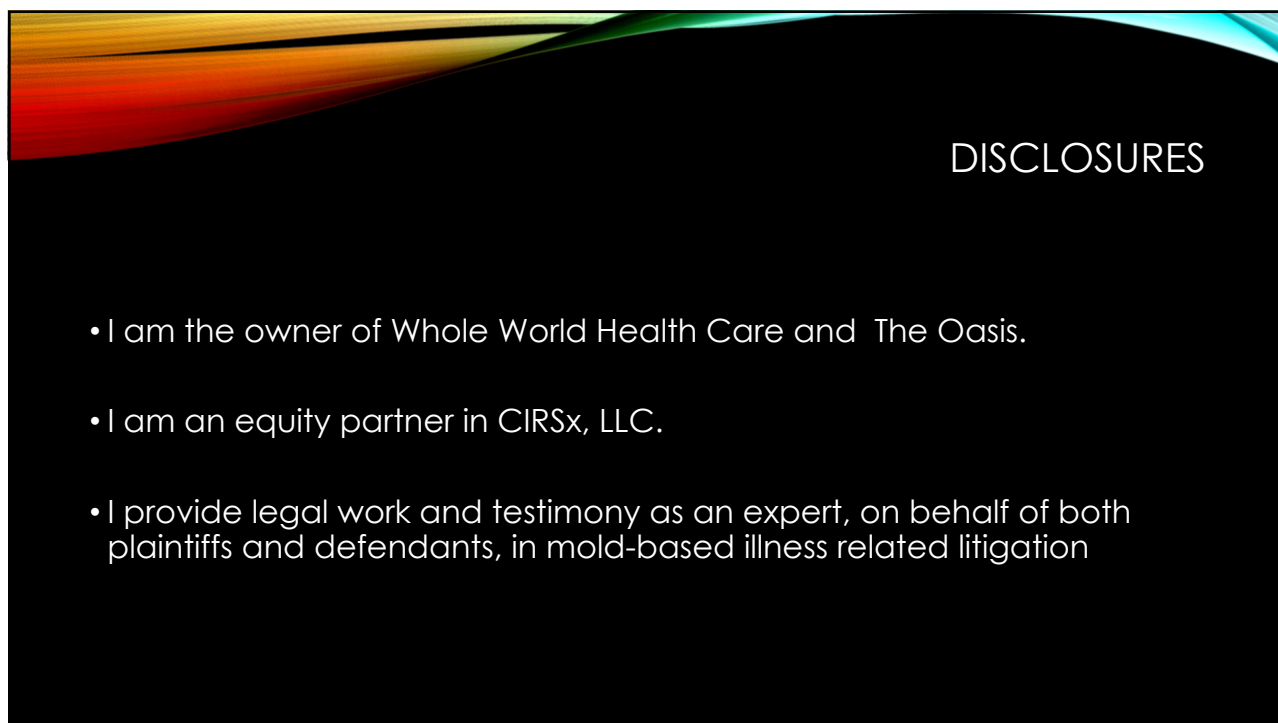 DISCLOSURES
• I am the owner of Whole World Health Care and  The Oasis.
• I am an equity partner in CIRSx, LLC.
• I provide legal work and testimony as an expert, on behalf of both
plaintiffs and defendants, in mold-based illness related litigation